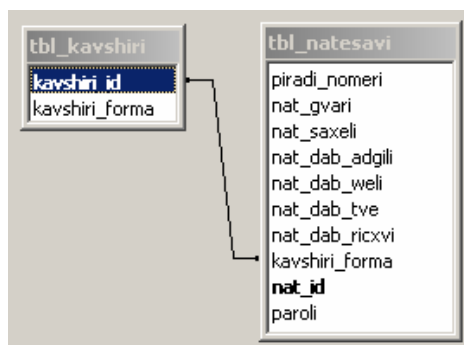 tbl_kavshiri
kavshiri_id
kavshiri_forma
tbl_natesavi
piradi_nomeri
nat_gvari
nat_saxeli
nat_dab_adgili
nat_dab_weli
nat_dab_tve
nat_dab_ricxvi
kavshiri_forma
nat_id
paroli